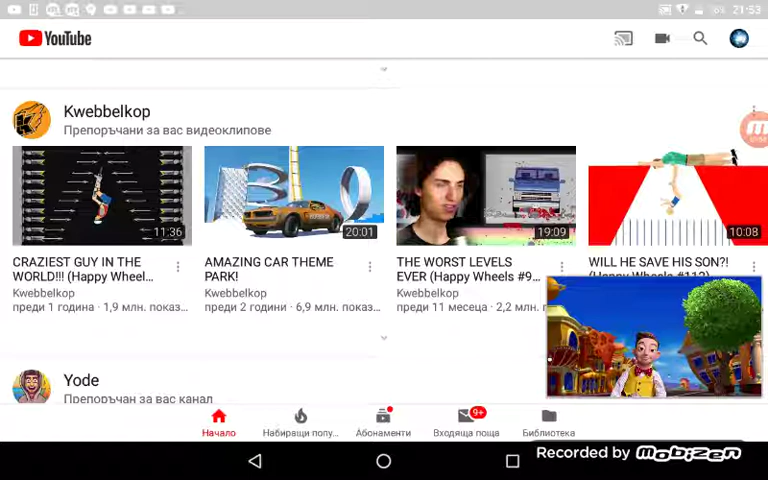 21:53
YouTube
Kwebbelkop
Препоръчани за вас видеоклипове
11:36
20:01
19:09
10:08
CRAZIEST GUY IN THE WORLD!!! (Happy Wheel...
AMAZING CAR THEME PARK!
THE WORST LEVELS EVER (Happy Wheels #9...
WILL HE SAVE HIS SON?! (Happy Wheels #112)
Kwebbelkop
Kwebbelkop
Kwebbelkop
преди 1 година · 1,9 млн. показ...
преди 2 години · 6,9 млн. показ...
преди 11 месеца · 2,2 млн.
Yode
Препоръчан за вас канал
9+
Начало
Набиращи попу...
Абонаменти
Входяща поща
Библиотека
Recorded by mobizen